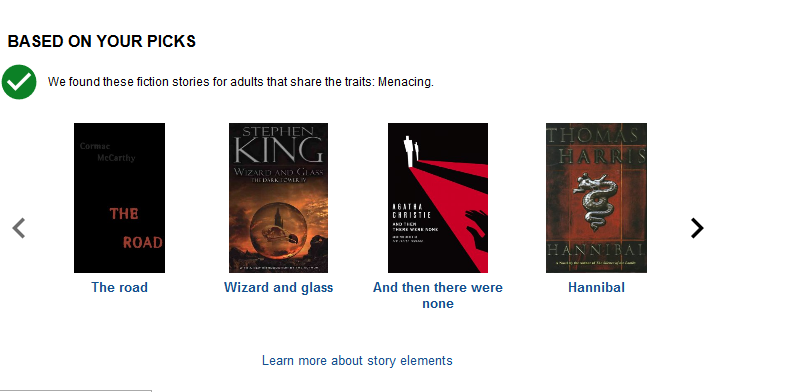 BASED ON YOUR PICKS
We found these fiction stories for adults that share the traits: Menacing.
Cormac
McCarthy
THE
ROAD
STEPHEN
KING
WIZARD AND GLASS
THE DARK TOWER IV
AGATHA
CHRISTIE
AND THEN
THERE WERE NONE
THOMAS
HARRIS
HANNIBAL
The road
Wizard and glass
And then there were
none
Hannibal
Learn more about story elements